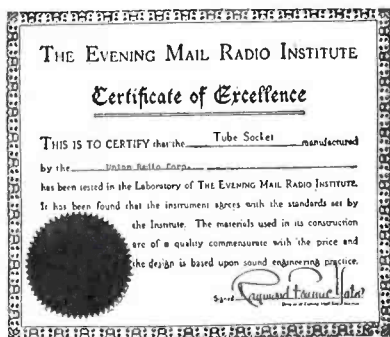 THE EVENING MAIL RADIO INSTITUTE
Certificate of Excellence
THIS IS TO CERTIFY that the Tube Socket manufactured
by the Union Radio Corp.
has been tested in the Laboratory of THE EVENING MAIL RADIO INSTITUTE.
It has been found that the instrument agrees with the standards set by
the Institute. The materials used in its construction
are of a quality commensurate with the price and
the design is based upon sound engineering practice.
Signed Raymond Francis